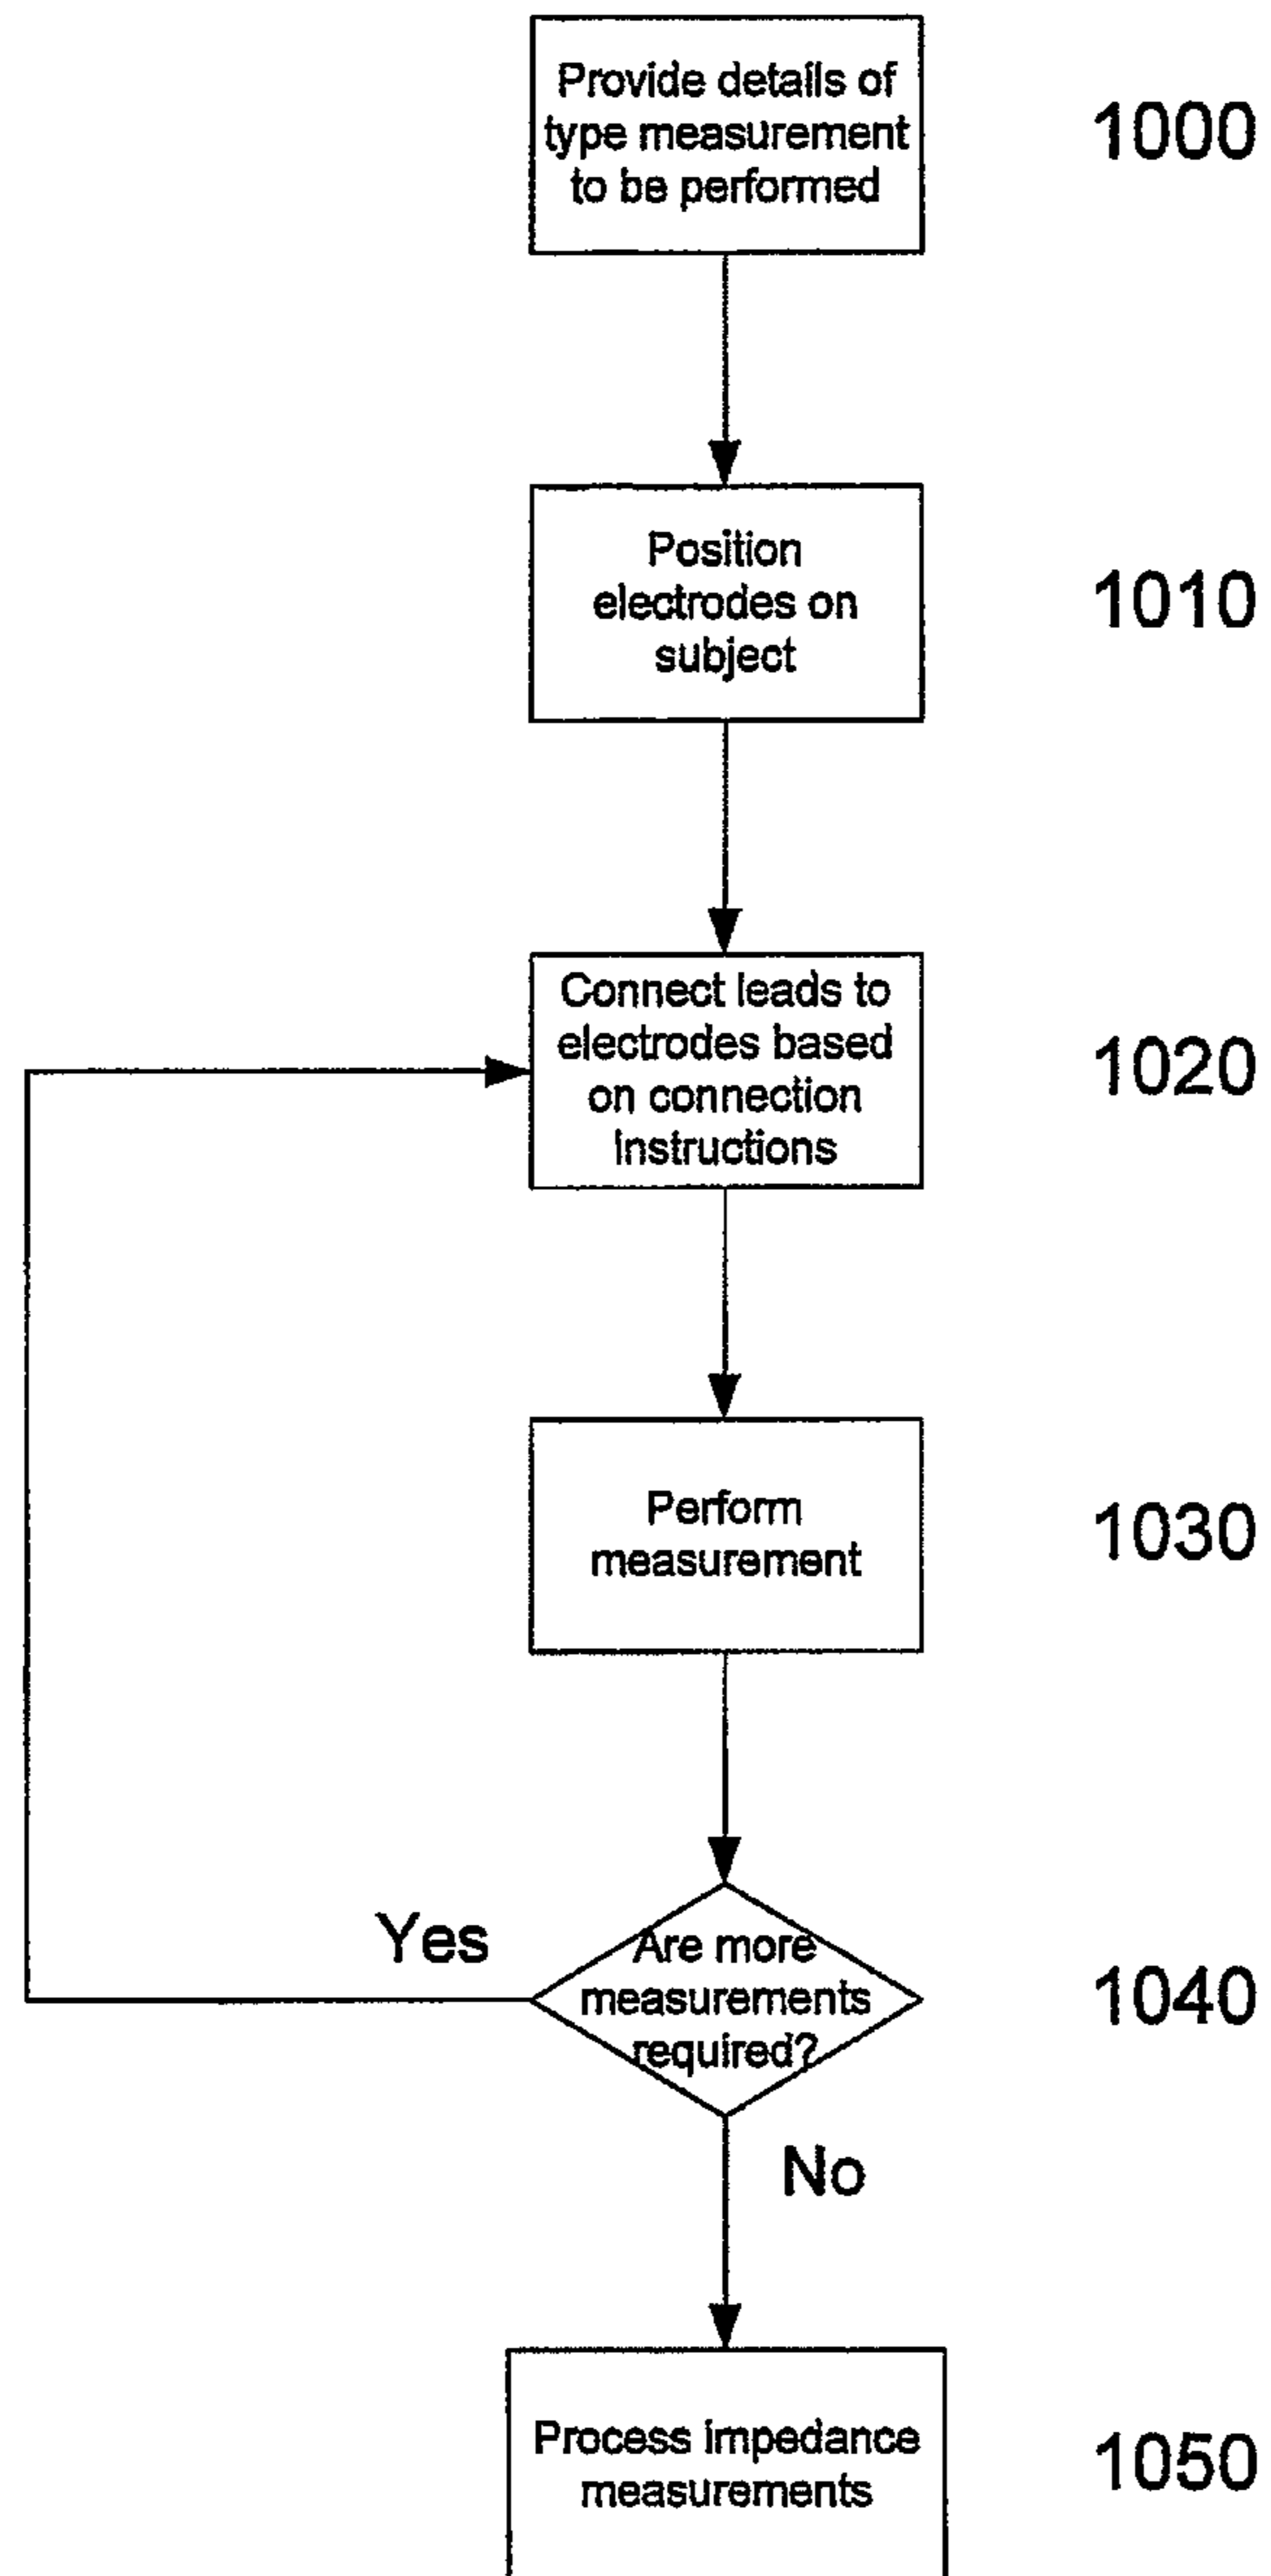 Provide details of
type measurement
to be performed
1000
Position
electrodes on
subject
1010
Connect leads to
electrodes based
on connection
instructions
1020
Perform
measurement
1030
Yes
Are more
measurements
required?
1040
No
Process impedance
measurements
1050